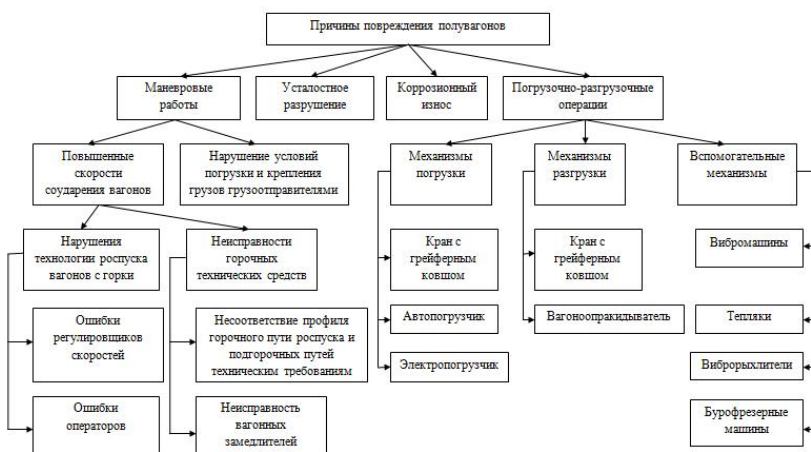 Причины повреждения полувагонов
Маневровые
работы
Усталостное
разрушение
Коррозионный
износ
Погрузочно-разгрузочные
операции
Повышенные
скорости
соударения вагонов
Нарушение условий
погрузки и крепления
грузов грузоотправителями
Механизмы
погрузки
Механизмы
разгрузки
Вспомогательные
механизмы
Нарушения
технологии роспуска
вагонов с горки
Неисправности
горочных
технических средств
Кран с
грейферным
ковшом
Кран с
грейферным
ковшом
Вибромашины
Ошибки
регулировщиков
скоростей
Несоответствие профиля
горочного пути роспуска и
подгорочных путей
техническим требованиям
Автопогрузчик
Вагоноопракидыватель
Тепляки
Электропогрузчик
Виброрыхлители
Ошибки
операторов
Неисправность
вагонных
замедлителей
Бурофрезерные
машины